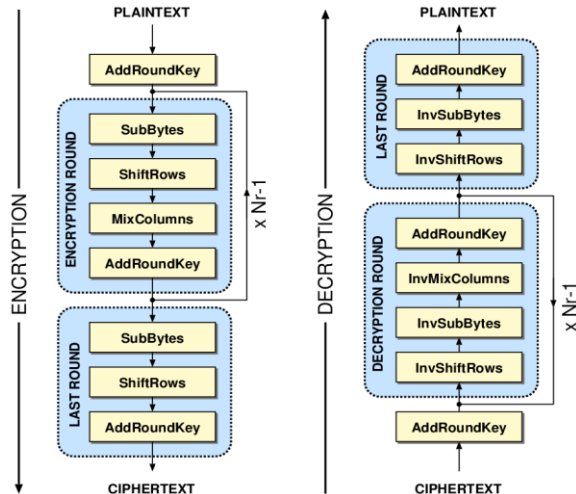 PLAINTEXT
AddRoundKey
SubBytes
ShiftRows
MixColumns
AddRoundKey
ENCRYPTION ROUND
x Nr-1
SubBytes
ShiftRows
AddRoundKey
LAST ROUND
CIPHERTEXT
ENCRYPTION
PLAINTEXT
AddRoundKey
InvSubBytes
InvShiftRows
LAST ROUND
AddRoundKey
InvMixColumns
InvSubBytes
InvShiftRows
DECRYPTION ROUND
x Nr-1
AddRoundKey
CIPHERTEXT
DECRYPTION